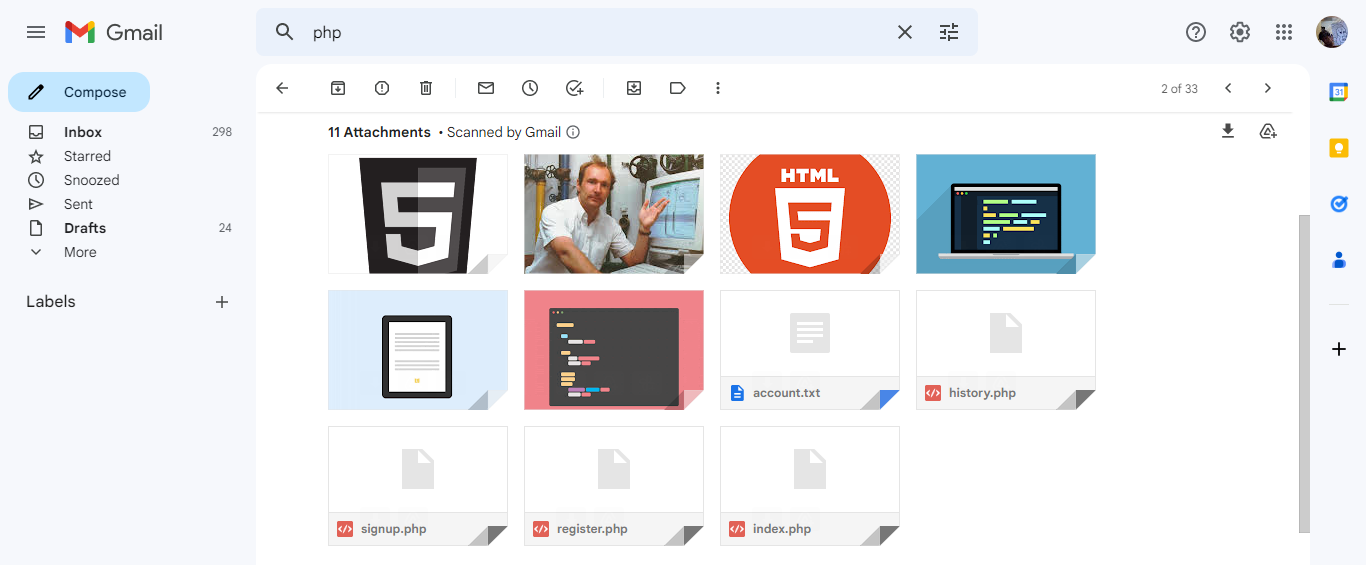 Gmail
php
Compose
2 of 33
Inbox 298
11 Attachments • Scanned by Gmail
Starred
Snoozed
Sent
Drafts 24
More
Labels
HTML
5
5
31
account.txt
history.php
signup.php
register.php
index.php